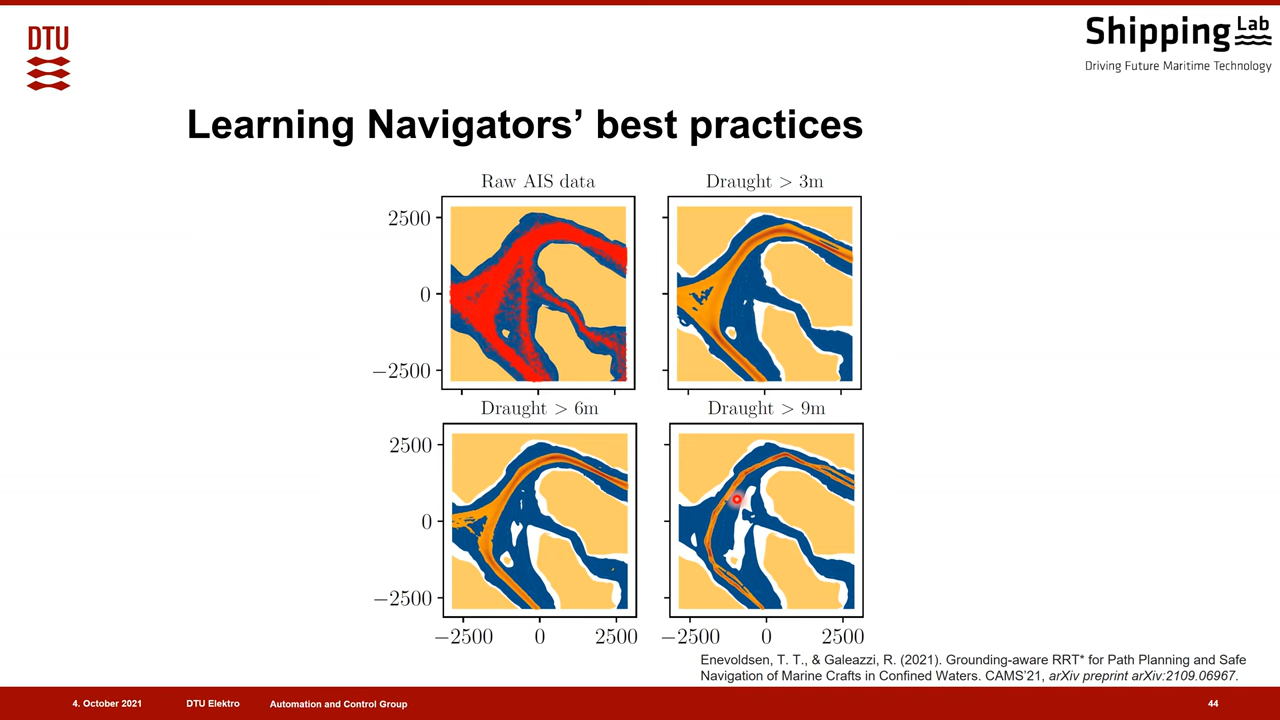 DTU
Shipping Lab
Driving Future Maritime Technology
Learning Navigators’ best practices
Raw AIS data
Draught > 3m
2500
0
−2500
Draught > 6m
Draught > 9m
2500
0
−2500
−2500 0 2500
−2500 0 2500
Enevoldsen, T. T., & Galeazzi, R. (2021). Grounding-aware RRT* for Path Planning and Safe
Navigation of Marine Crafts in Confined Waters. CAMS’21, arXiv preprint arXiv:2109.06967.
4. October 2021 DTU Elektro Automation and Control Group 44